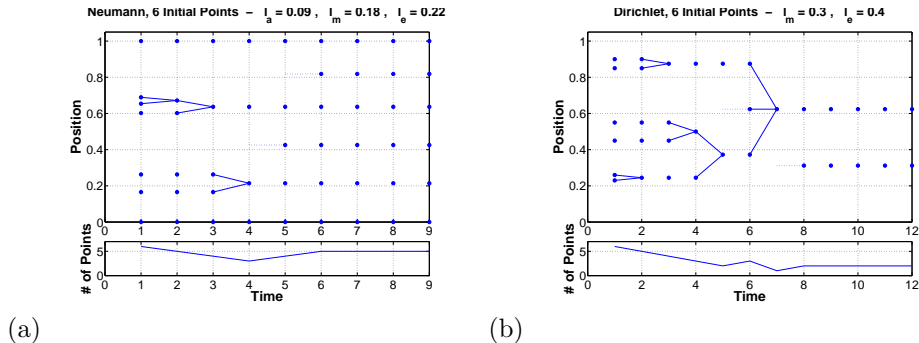 Neumann, 6 Initial Points – l_a = 0.09 , l_m = 0.18 , l_e = 0.22
1
0.8
0.6
0.4
0.2
0
Position
0 1 2 3 4 5 6 7 8 9
5
0
# of Points
0 1 2 3 4 5 6 7 8 9
Time
(a)
Dirichlet, 6 Initial Points – l_m = 0.3 , l_e = 0.4
1
0.8
0.6
0.4
0.2
0
Position
0 2 4 6 8 10 12
5
0
# of Points
0 2 4 6 8 10 12
Time
(b)